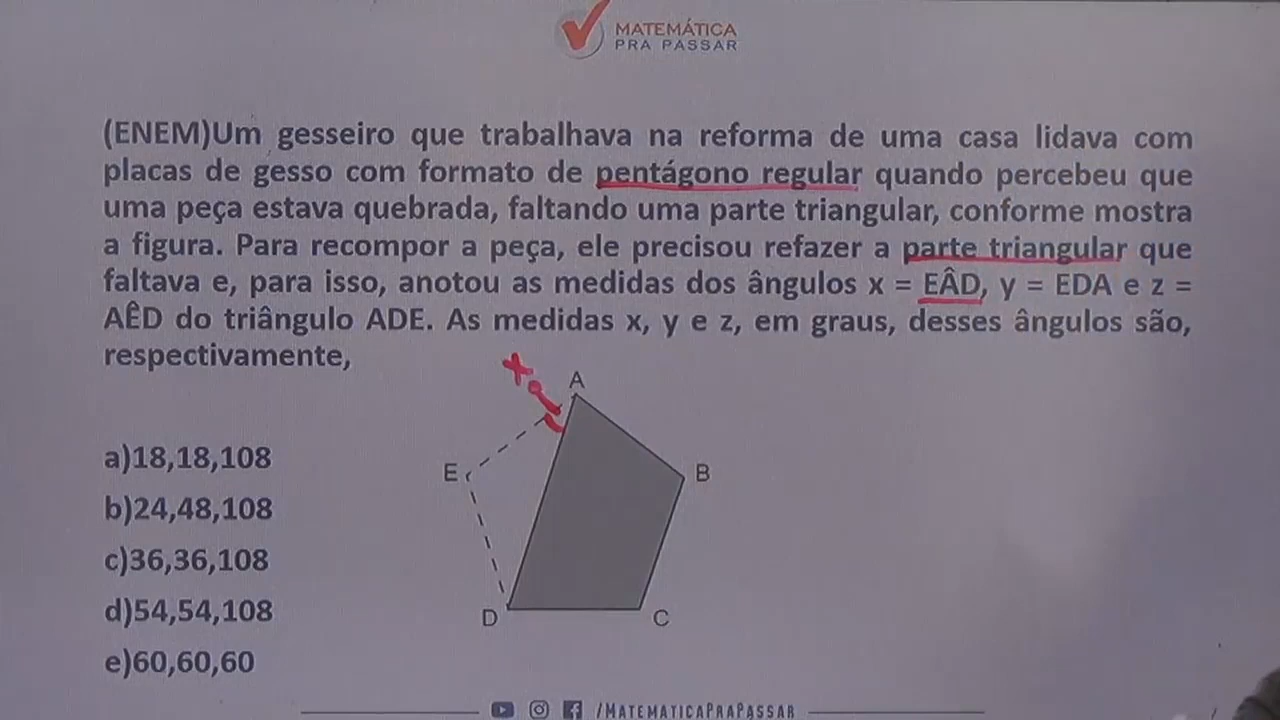 MATEMÁTICA
PRA PASSAR
(ENEM)Um gesseiro que trabalhava na reforma de uma casa lidava com
placas de gesso com formato de pentágono regular quando percebeu que
uma peça estava quebrada, faltando uma parte triangular, conforme mostra
a figura. Para recompor a peça, ele precisou refazer a parte triangular que
faltava e, para isso, anotou as medidas dos ângulos x = EÂD, y = EDA e z =
AÊD do triângulo ADE. As medidas x, y e z, em graus, desses ângulos são,
respectivamente,
x
A
E
B
D
C
a)18,18,108
b)24,48,108
c)36,36,108
d)54,54,108
e)60,60,60
/MATEMATICAPRAPASSAR